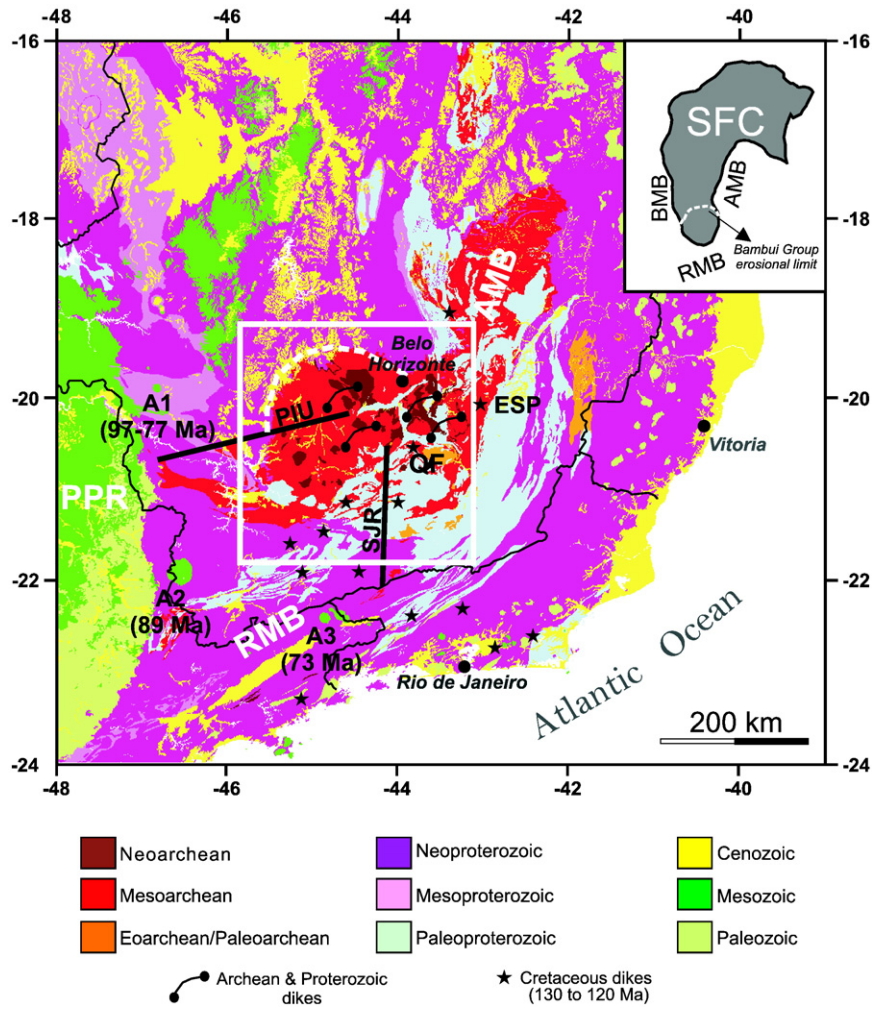 -48
-46
-44
-42
-40
-16
-16
SFC
BMB
AMB
RMB
Bambui Group
erosional limit
-18
-18
AMB
Belo
Horizonte
-20
-20
A1
(97-77 Ma)
PIU
ESP
Vitoria
QF
PPR
SJR
-22
-22
A2
(89 Ma)
RMB
A3
(73 Ma)
Rio de Janeiro
Atlantic Ocean
200 km
-24
-24
-48
-46
-44
-42
-40
Neoarchean
Neoproterozoic
Cenozoic
Mesoarchean
Mesoproterozoic
Mesozoic
Eoarchean/Paleoarchean
Paleoproterozoic
Paleozoic
Archean & Proterozoic
dikes
Cretaceous dikes
(130 to 120 Ma)